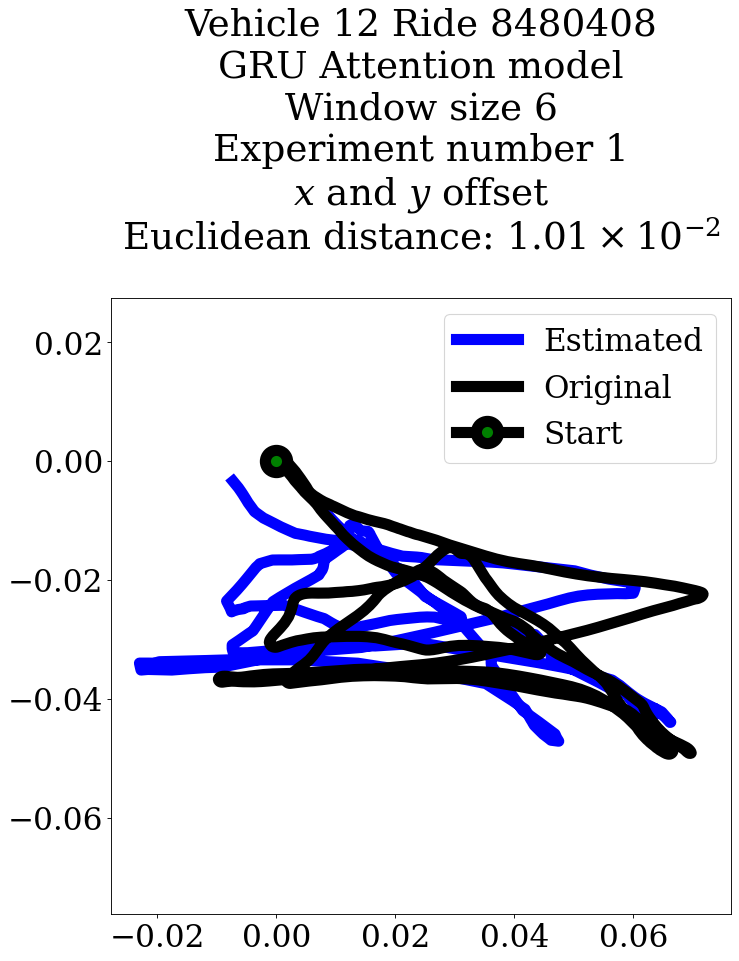 Vehicle 12 Ride 8480408
GRU Attention model
Window size 6
Experiment number 1
x and y offset
Euclidean distance: 1.01 × 10⁻²
Estimated
Original
Start
0.02
0.00
−0.02
−0.04
−0.06
−0.02 0.00 0.02 0.04 0.06